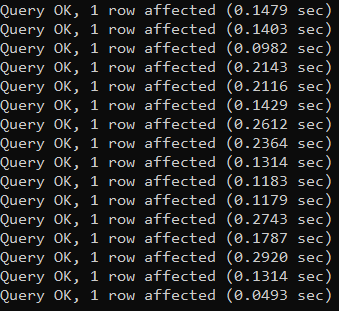 Query OK, 1 row affected (0.1479 sec)
Query OK, 1 row affected (0.1403 sec)
Query OK, 1 row affected (0.0982 sec)
Query OK, 1 row affected (0.2143 sec)
Query OK, 1 row affected (0.2116 sec)
Query OK, 1 row affected (0.1429 sec)
Query OK, 1 row affected (0.2612 sec)
Query OK, 1 row affected (0.2364 sec)
Query OK, 1 row affected (0.1314 sec)
Query OK, 1 row affected (0.1183 sec)
Query OK, 1 row affected (0.1179 sec)
Query OK, 1 row affected (0.2743 sec)
Query OK, 1 row affected (0.1787 sec)
Query OK, 1 row affected (0.2920 sec)
Query OK, 1 row affected (0.1314 sec)
Query OK, 1 row affected (0.0493 sec)